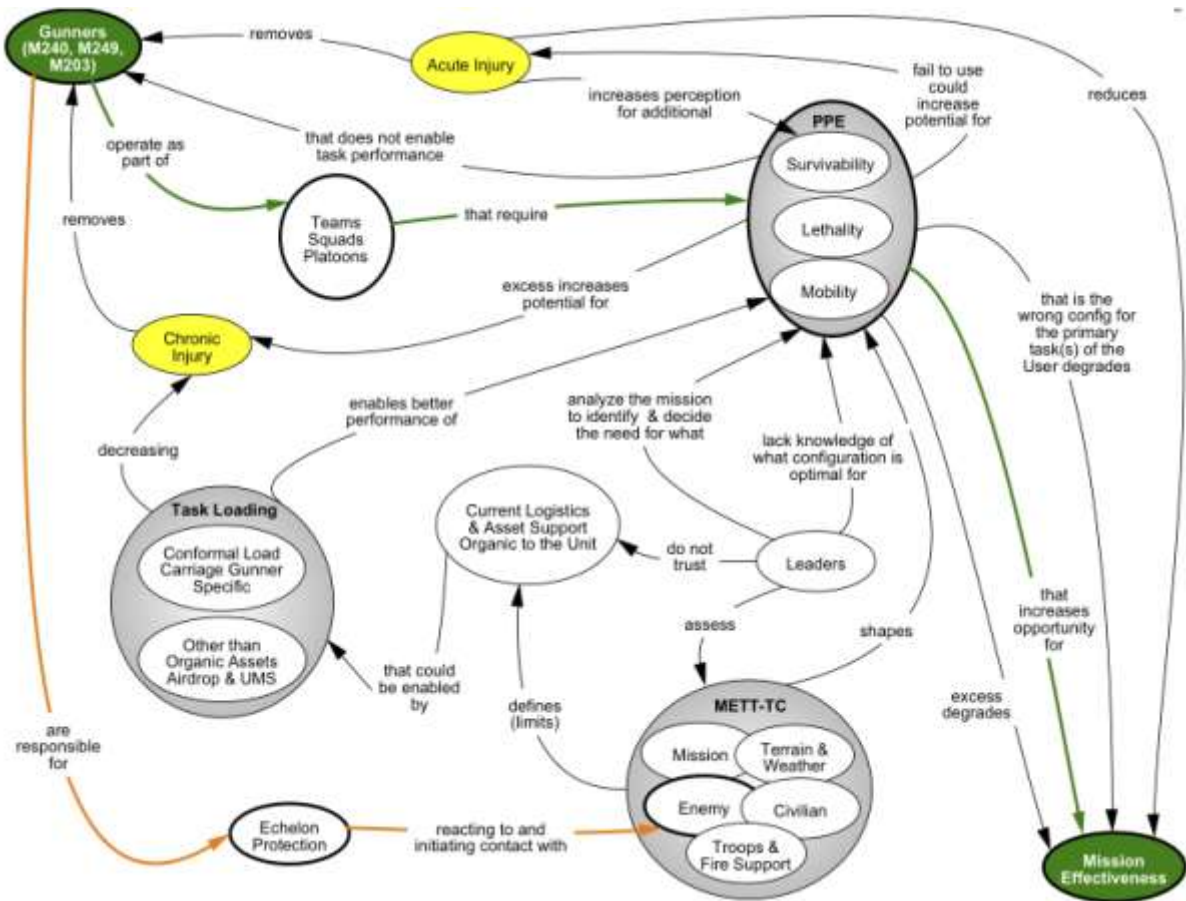 Gunners
(M240, M249,
M203)
removes
Acute Injury
fail to use
could
increase
potential for
reduces
increases perception
for additional
PPE
operate as
part of
that does not enable
task performance
Survivability
removes
Teams
Squads
Platoons
that require
Lethality
Mobility
excess increases
potential for
that is the
wrong config for
the primary
task(s) of the
User degrades
Chronic
Injury
enables better
performance of
analyze the mission
to identify & decide
the need for what
decreasing
lack knowledge of
what configuration is
optimal for
Task Loading
Conformal Load
Carriage Gunner
Specific
Current Logistics
& Asset Support
Organic to the Unit
do not
trust
Leaders
that
increases
opportunity
for
assess
shapes
Other than
Organic Assets
Airdrop & UMS
that could
be enabled
by
defines
(limits)
METT-TC
excess
degrades
are
responsible
for
Mission
Terrain &
Weather
Enemy
Civilian
Echelon
Protection
reacting to and
initiating contact with
Troops &
Fire Support
Mission
Effectiveness